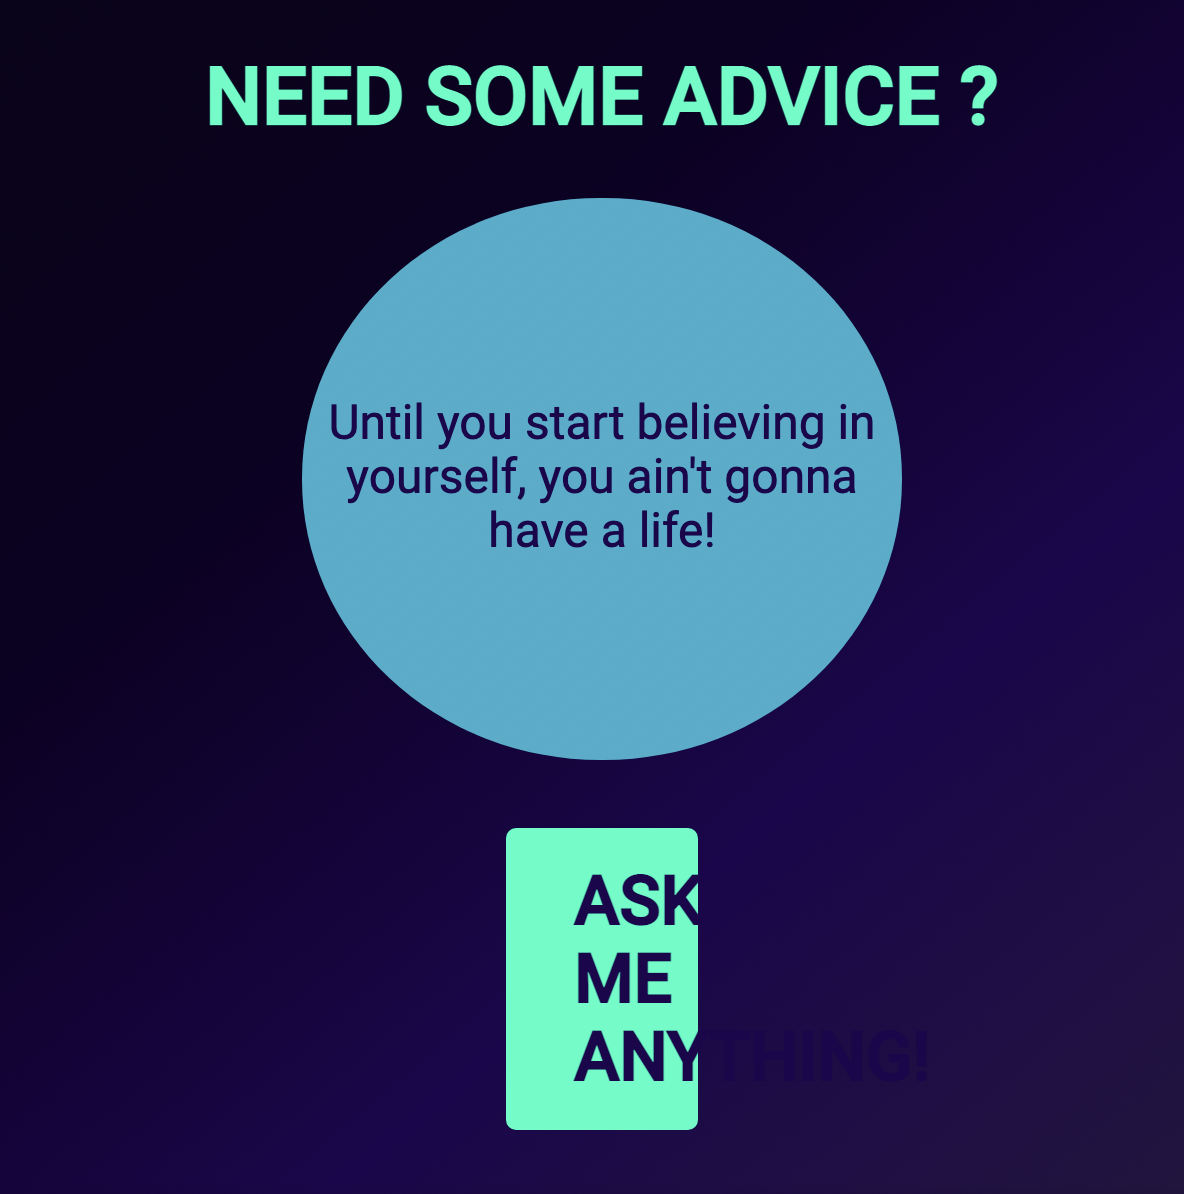 NEED SOME ADVICE ?
Until you start believing in
yourself, you ain't gonna
have a life!
ASK
ME
ANYTHING!